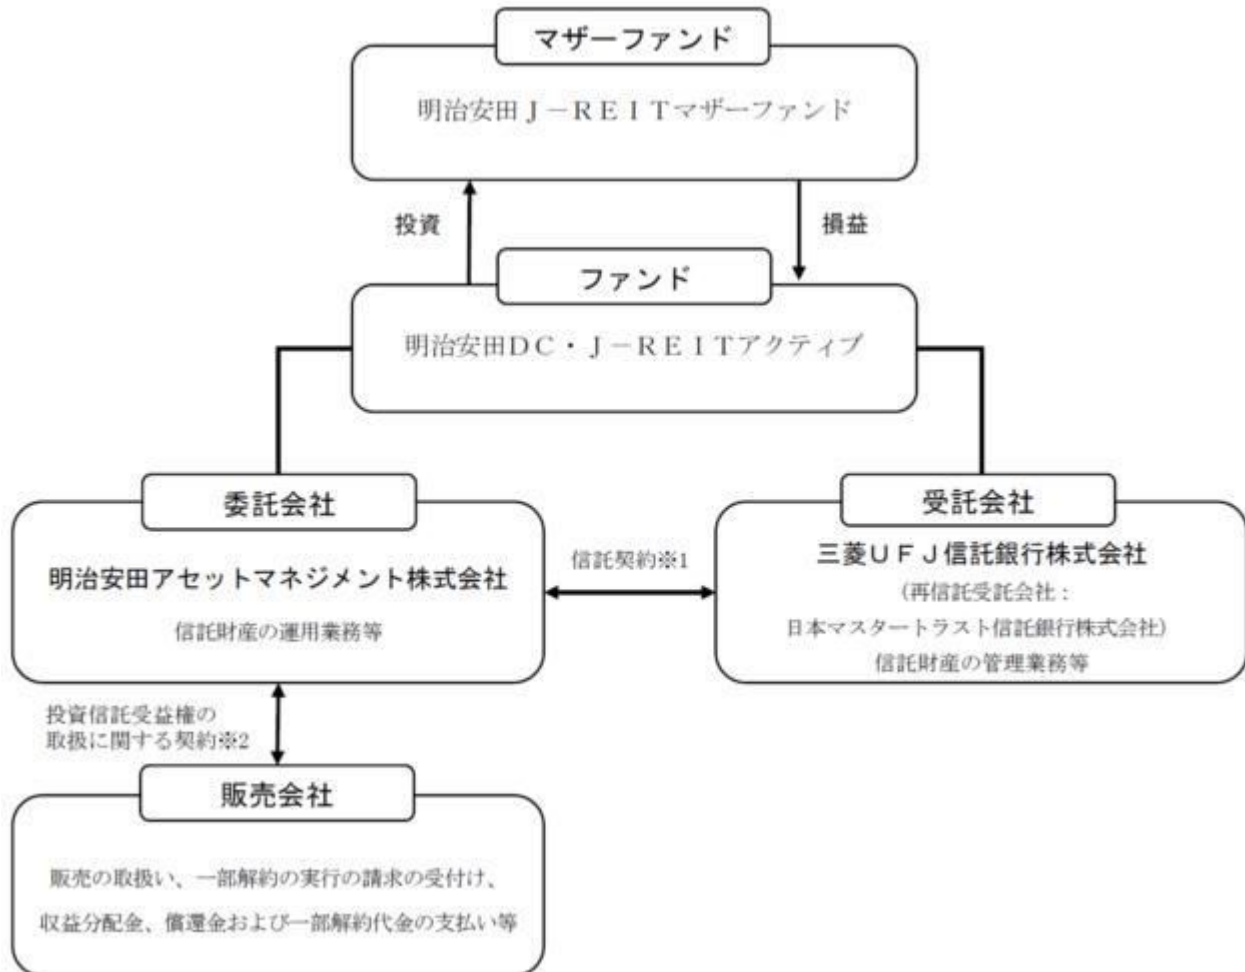 マザーファンド
明治安田J－REITマザーファンド
投資
損益
ファンド
明治安田DC・J－REITアクティブ
委託会社
明治安田アセットマネジメント株式会社
信託財産の運用業務等
信託契約※1
受託会社
三菱UFJ信託銀行株式会社
(再信託受託会社：
日本マスタートラスト信託銀行株式会社)
信託財産の管理業務等
投資信託受益権の
取扱に関する契約※2
販売会社
販売の取扱い、一部解約の実行の請求の受付け、
収益分配金、償還金および一部解約代金の支払い等